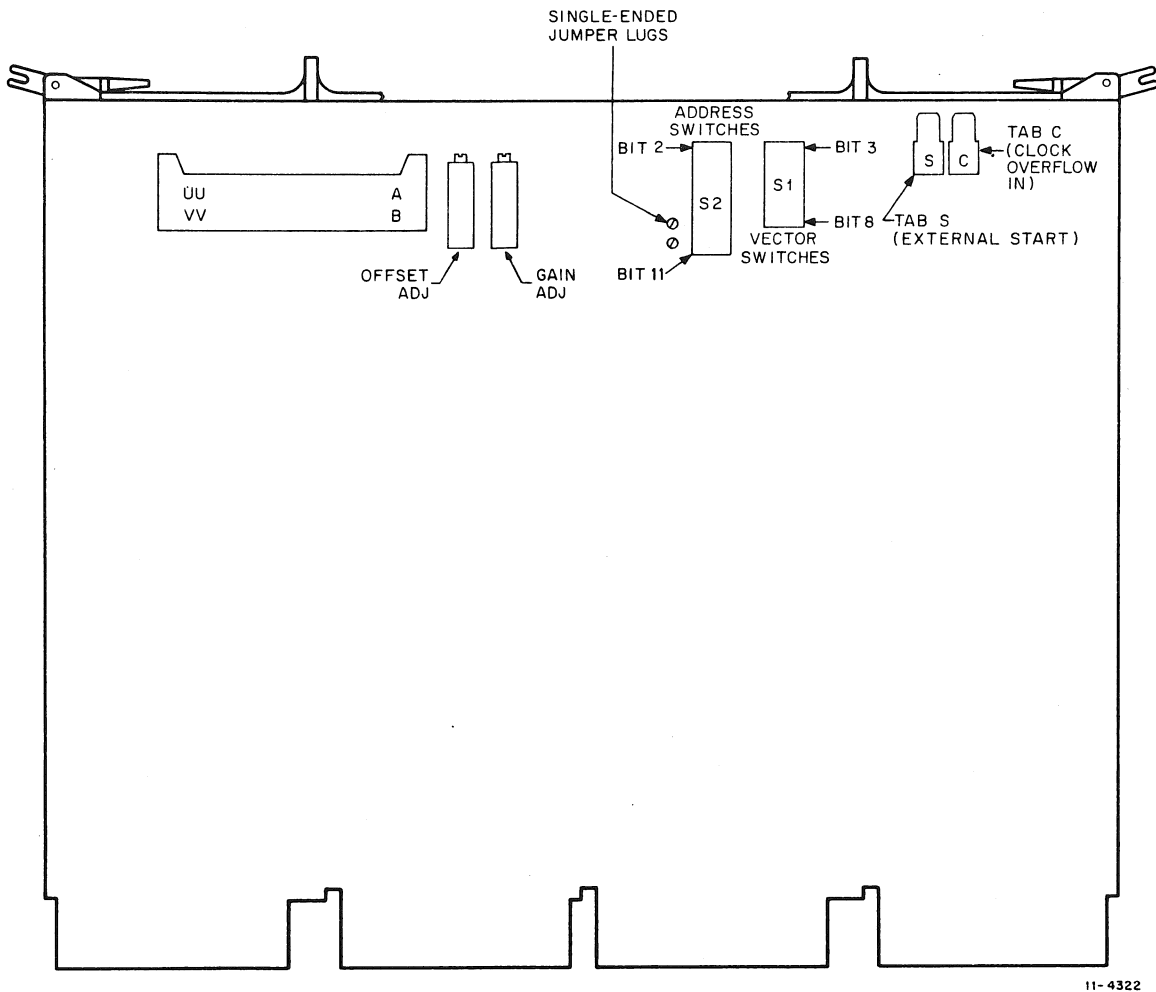 SINGLE-ENDED
JUMPER LUGS
ADDRESS
SWITCHES
BIT 2
BIT 3
S2
S1
BIT 8
BIT 11
VECTOR
SWITCHES
S
C
TAB C
(CLOCK
OVERFLOW
IN)
TAB S
(EXTERNAL START)
UU
A
VV
B
OFFSET
ADJ
GAIN
ADJ
11-4322